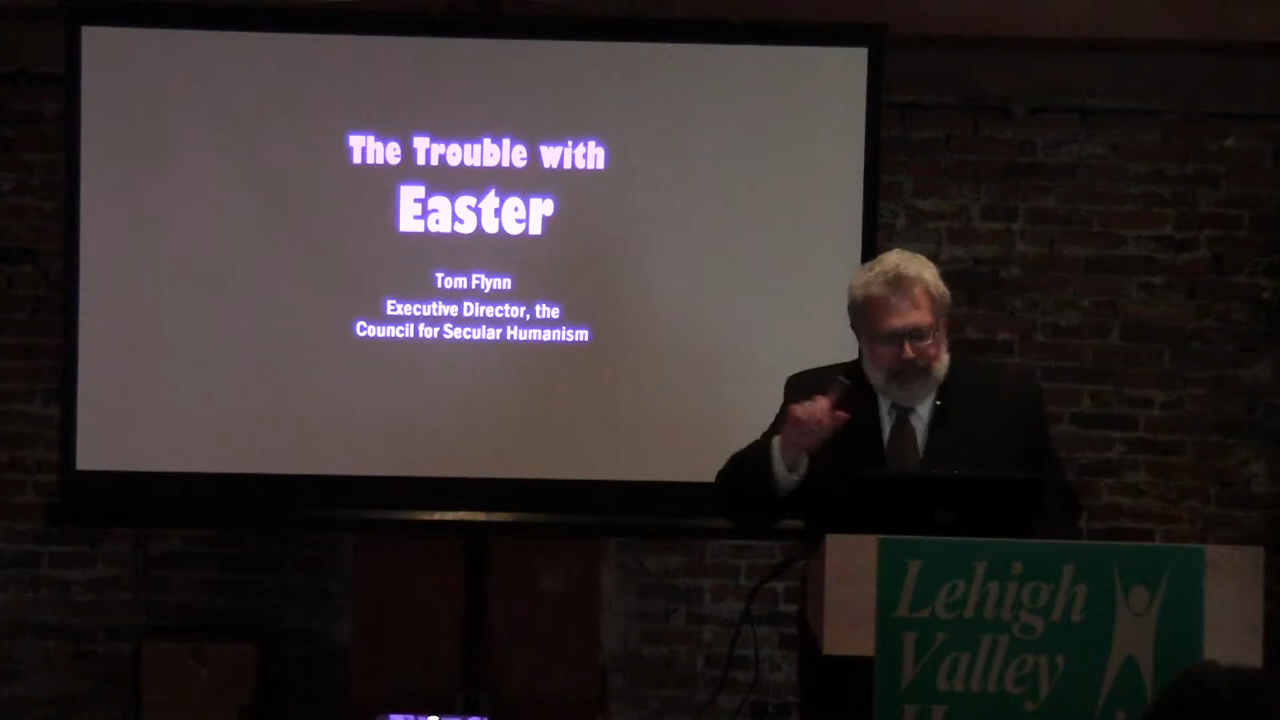 The Trouble with
Easter
Tom Flynn
Executive Director, the
Council for Secular Humanism
Lehigh
Valley